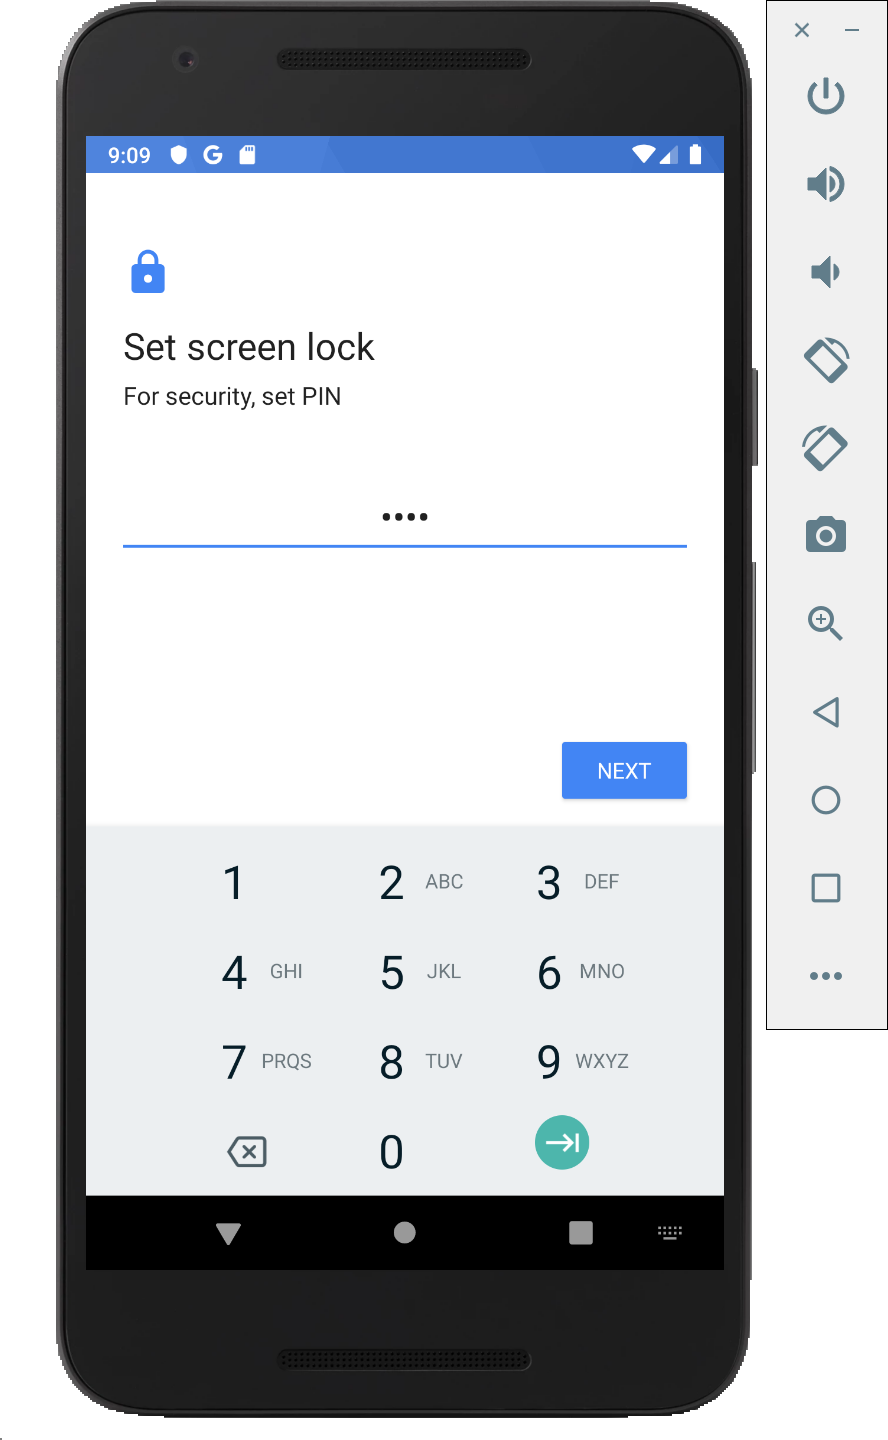 9:09
Set screen lock
For security, set PIN
••••
NEXT
1 2 ABC 3 DEF
4 GHI 5 JKL 6 MNO
7 PRQS 8 TUV 9 WXYZ
0